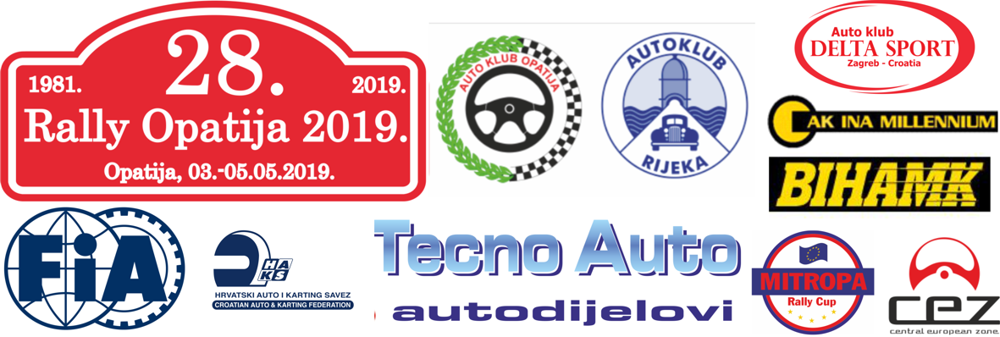 28.
1981.
2019.
Rally Opatija 2019.
Opatija, 03.-05.05.2019.
AUTO KLUB OPATIJA
AUTOKLUB
RIJEKA
Auto klub
DELTA SPORT
Zagreb - Croatia
AK INA MILLENNIUM
BIHAMK
FiA
HA
KS
HRVATSKI AUTO I KARTING SAVEZ
CROATIAN AUTO & KARTING FEDERATION
Tecno Auto
autodijelovi
MITROPA
Rally Cup
cez
central european zone